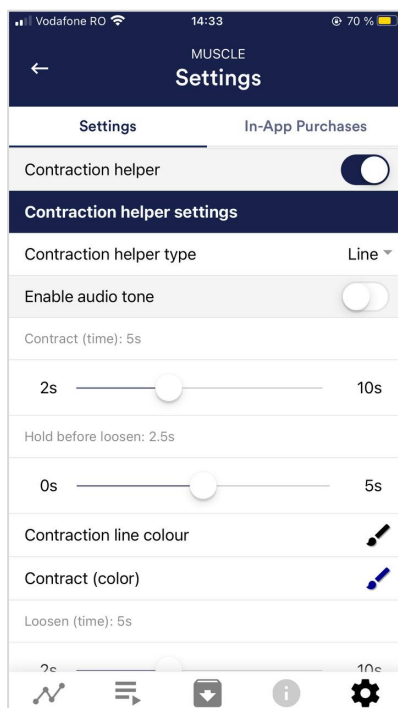 Vodafone RO 14:33 70 %
MUSCLE
Settings
Settings In-App Purchases
Contraction helper
Contraction helper settings
Contraction helper type Line
Enable audio tone
Contract (time): 5s
2s 10s
Hold before loosen: 2.5s
0s 5s
Contraction line colour
Contract (color)
Loosen (time): 5s
2s 10s